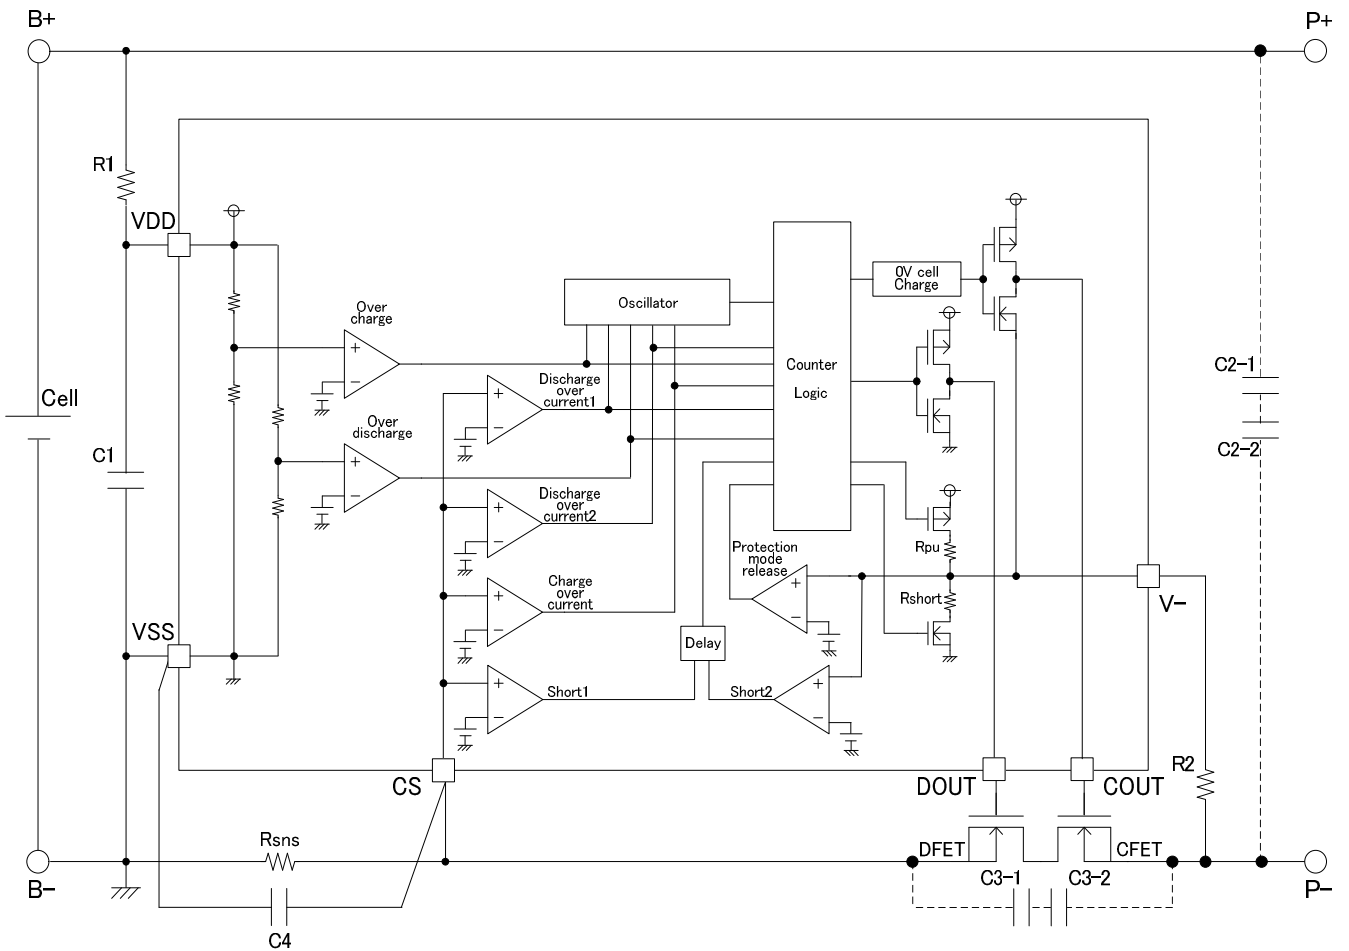 B+
P+
R1
VDD
Over
charge
Oscillator
0V cell
Charge
Counter
Logic
Discharge
over
current1
Cell
Over
discharge
C1
C2-1
C2-2
Discharge
over
current2
Protection
mode
release
Rpu
Rshort
Charge
over
current
V-
VSS
Delay
Short1
Short2
CS
DOUT
COUT
R2
Rsns
DFET
CFET
B-
C3-1
C3-2
P-
C4